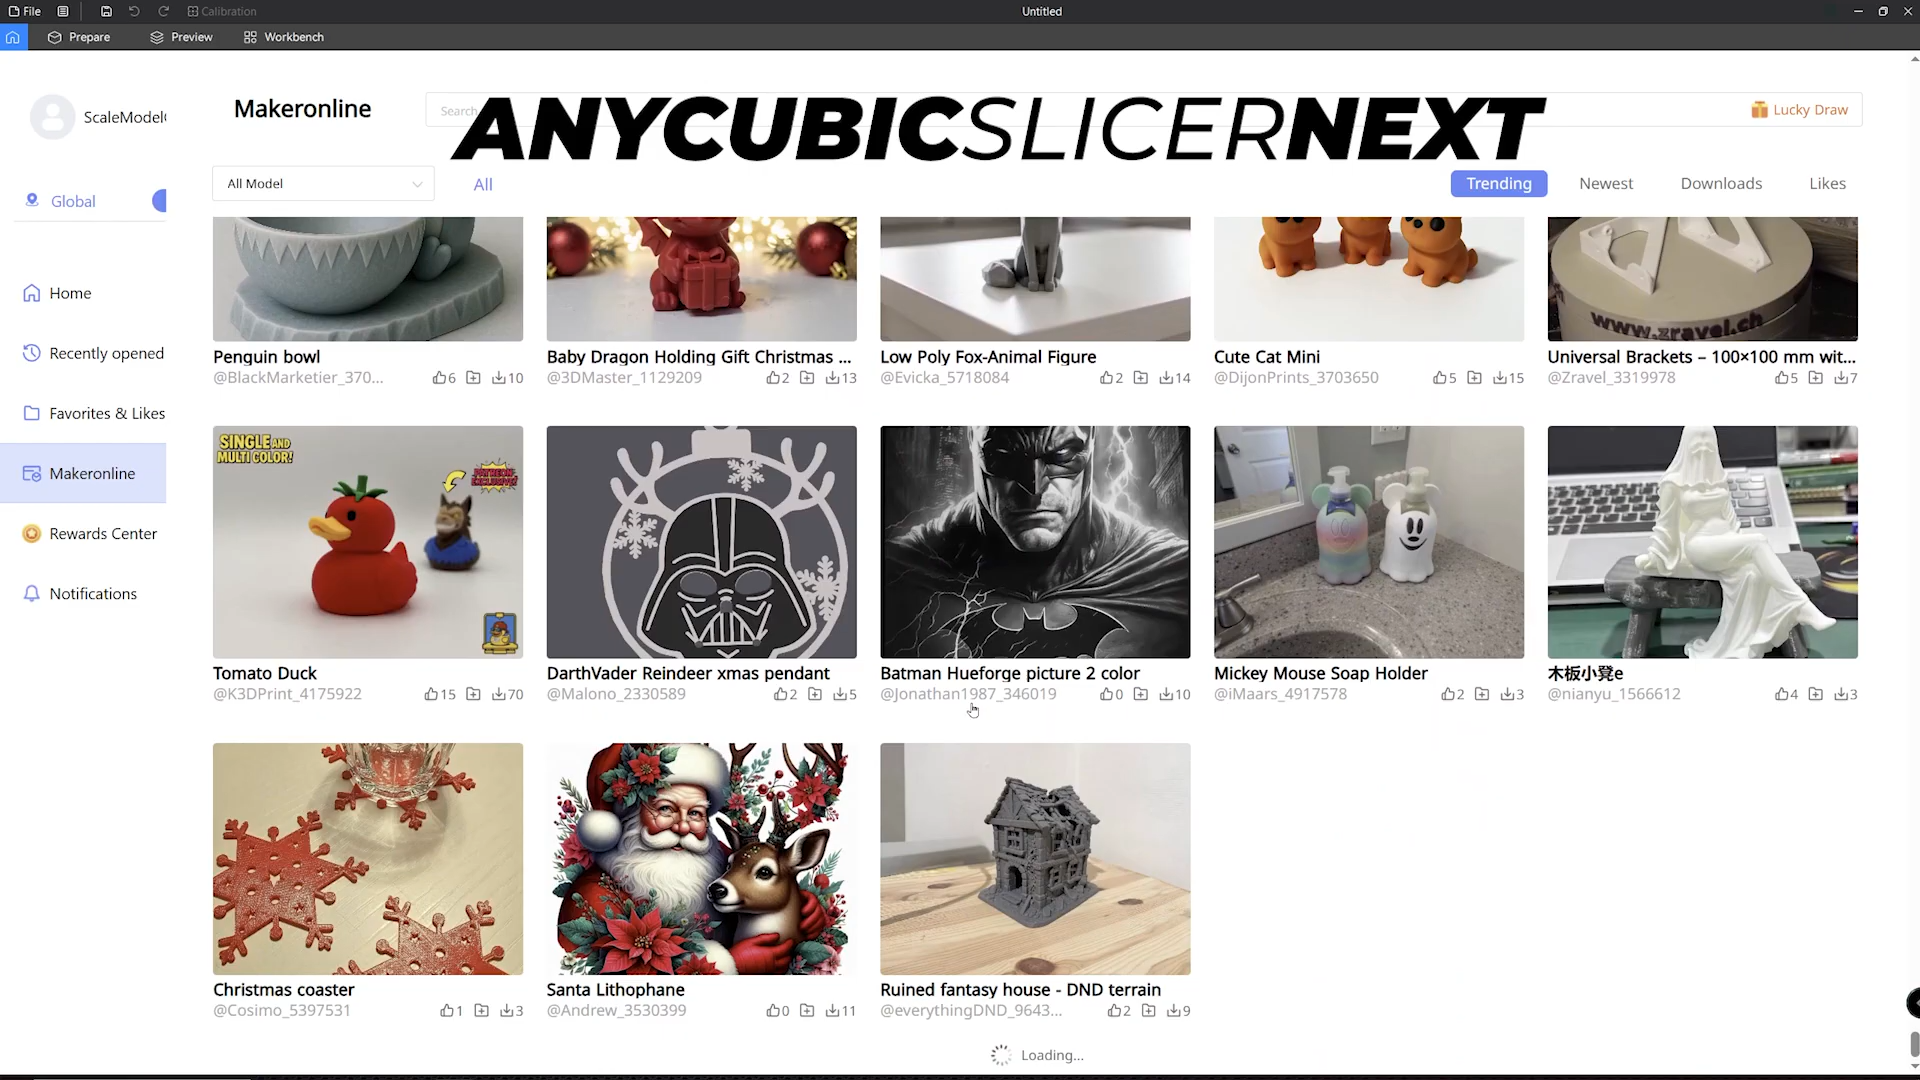 File
Calibration
Untitled
Prepare
Preview
Workbench
ScaleModel
Makeronline
Search
ANYCUBICSLICERNEXT
Lucky Draw
Global
All Model
All
Trending
Newest
Downloads
Likes
Home
Recently opened
Favorites & Likes
Makeronline
Rewards Center
Notifications
www.zravel.ch
Penguin bowl
@BlackMarketier_370...
6
10
Baby Dragon Holding Gift Christmas ...
@3DMaster_1129209
2
13
Low Poly Fox-Animal Figure
@Evicka_5718084
2
14
Cute Cat Mini
@DijonPrints_3703650
5
15
Universal Brackets – 100×100 mm wit...
@Zravel_3319978
5
7
SINGLE AND
MULTI COLOR!
PATREON
EXCLUSIVE!
Tomato Duck
@K3DPrint_4175922
15
70
DarthVader Reindeer xmas pendant
@Malono_2330589
2
5
Batman Hueforge picture 2 color
@Jonathan1987_346019
0
10
Mickey Mouse Soap Holder
@iMaars_4917578
2
3
木板小凳e
@nianyu_1566612
4
3
Christmas coaster
@Cosimo_5397531
1
3
Santa Lithophane
@Andrew_3530399
0
11
Ruined fantasy house - DND terrain
@everythingDND_9643...
2
9
Loading...